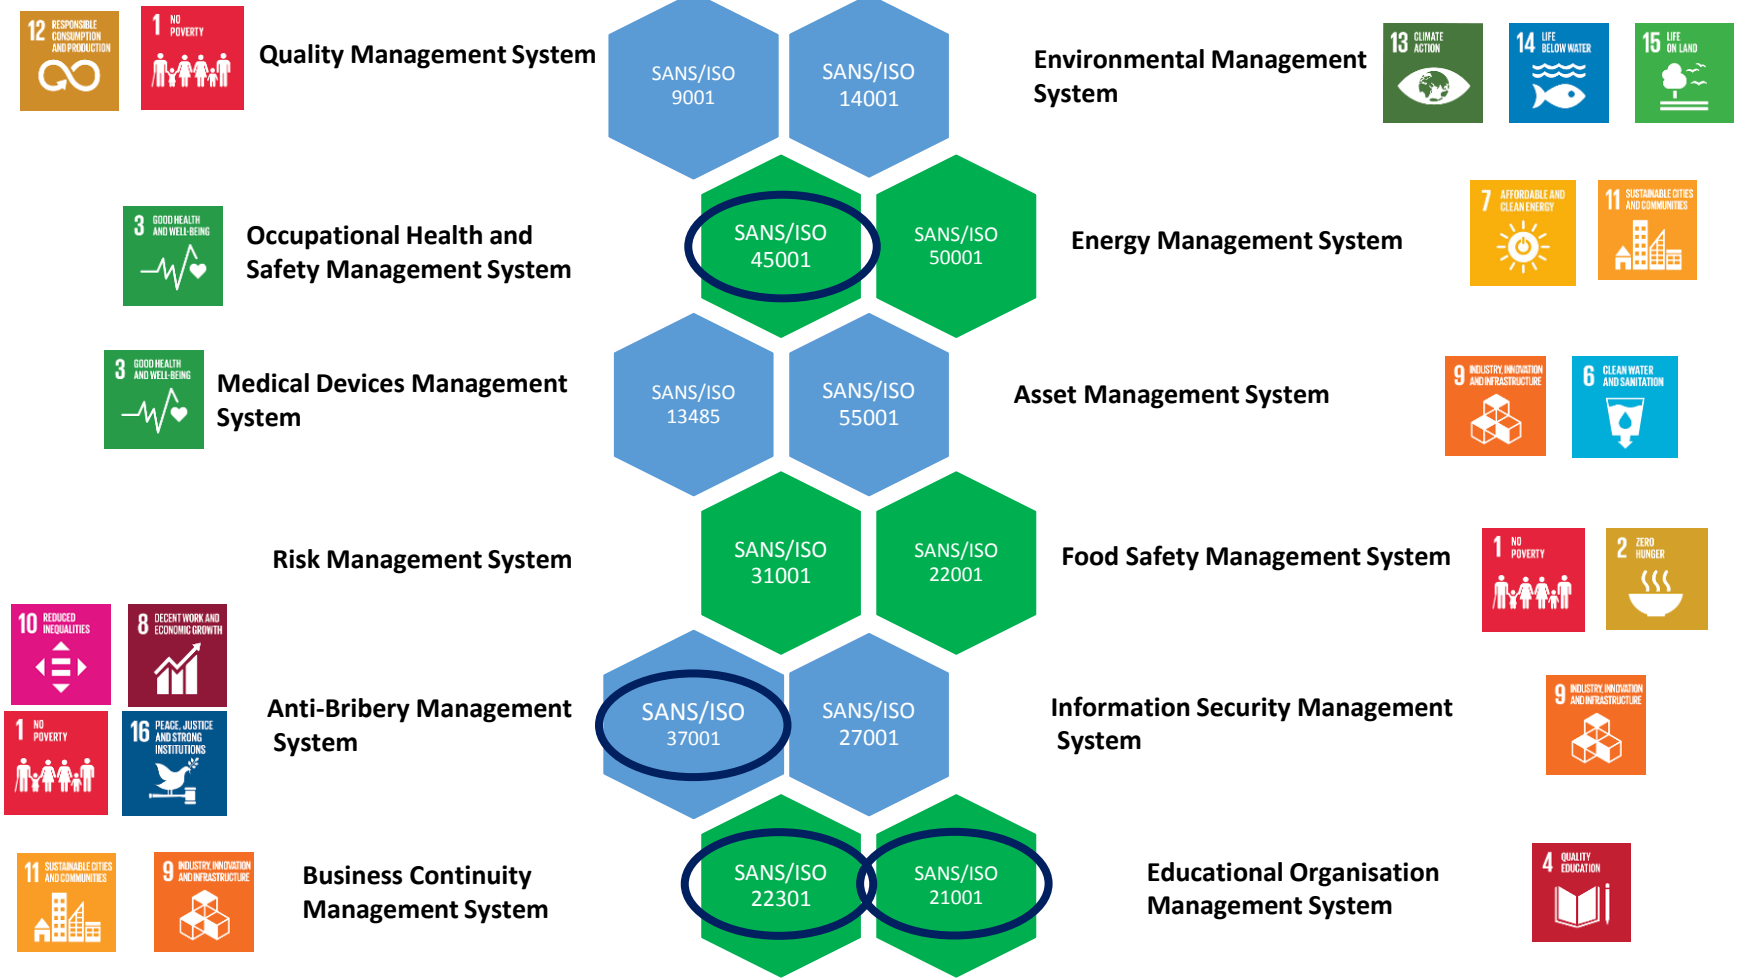 12 RESPONSIBLE
CONSUMPTION
AND PRODUCTION
1 NO
POVERTY
Quality Management System
SANS/ISO
9001
SANS/ISO
14001
Environmental Management
System
13 CLIMATE
ACTION
14 LIFE
BELOW WATER
15 LIFE
ON LAND
3 GOOD HEALTH
AND WELL-BEING
Occupational Health and
Safety Management System
SANS/ISO
45001
SANS/ISO
50001
Energy Management System
7 AFFORDABLE AND
CLEAN ENERGY
11 SUSTAINABLE CITIES
AND COMMUNITIES
3 GOOD HEALTH
AND WELL-BEING
Medical Devices Management
System
SANS/ISO
13485
SANS/ISO
55001
Asset Management System
9 INDUSTRY, INNOVATION
AND INFRASTRUCTURE
6 CLEAN WATER
AND SANITATION
Risk Management System
SANS/ISO
31001
SANS/ISO
22001
Food Safety Management System
1 NO
POVERTY
2 ZERO
HUNGER
10 REDUCED
INEQUALITIES
8 DECENT WORK AND
ECONOMIC GROWTH
1 NO
POVERTY
16 PEACE, JUSTICE
AND STRONG
INSTITUTIONS
Anti-Bribery Management
System
SANS/ISO
37001
SANS/ISO
27001
Information Security Management
System
9 INDUSTRY, INNOVATION
AND INFRASTRUCTURE
11 SUSTAINABLE CITIES
AND COMMUNITIES
9 INDUSTRY, INNOVATION
AND INFRASTRUCTURE
Business Continuity
Management System
SANS/ISO
22301
SANS/ISO
21001
Educational Organisation
Management System
4 QUALITY
EDUCATION